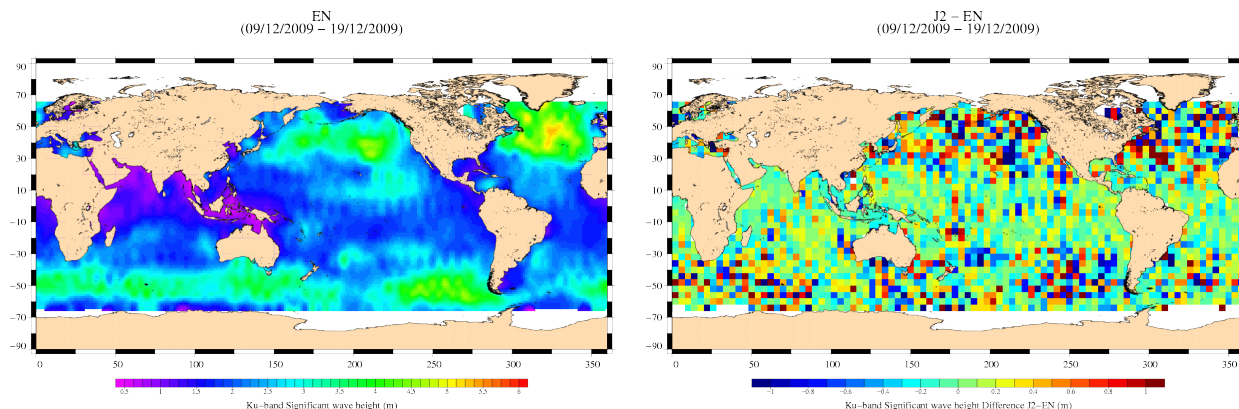 EN
(09/12/2009 − 19/12/2009)
90
70
50
30
10
−10
−30
−50
−70
−90
0 50 100 150 200 250 300 350
0.5 1 1.5 2 2.5 3 3.5 4 4.5 5 5.5 6
Ku−band Significant wave height (m)
J2 − EN
(09/12/2009 − 19/12/2009)
90
70
50
30
10
−10
−30
−50
−70
−90
0 50 100 150 200 250 300 350
−1 −0.8 −0.6 −0.4 −0.2 0 0.2 0.4 0.6 0.8 1
Ku−band Significant wave height Difference J2−EN (m)